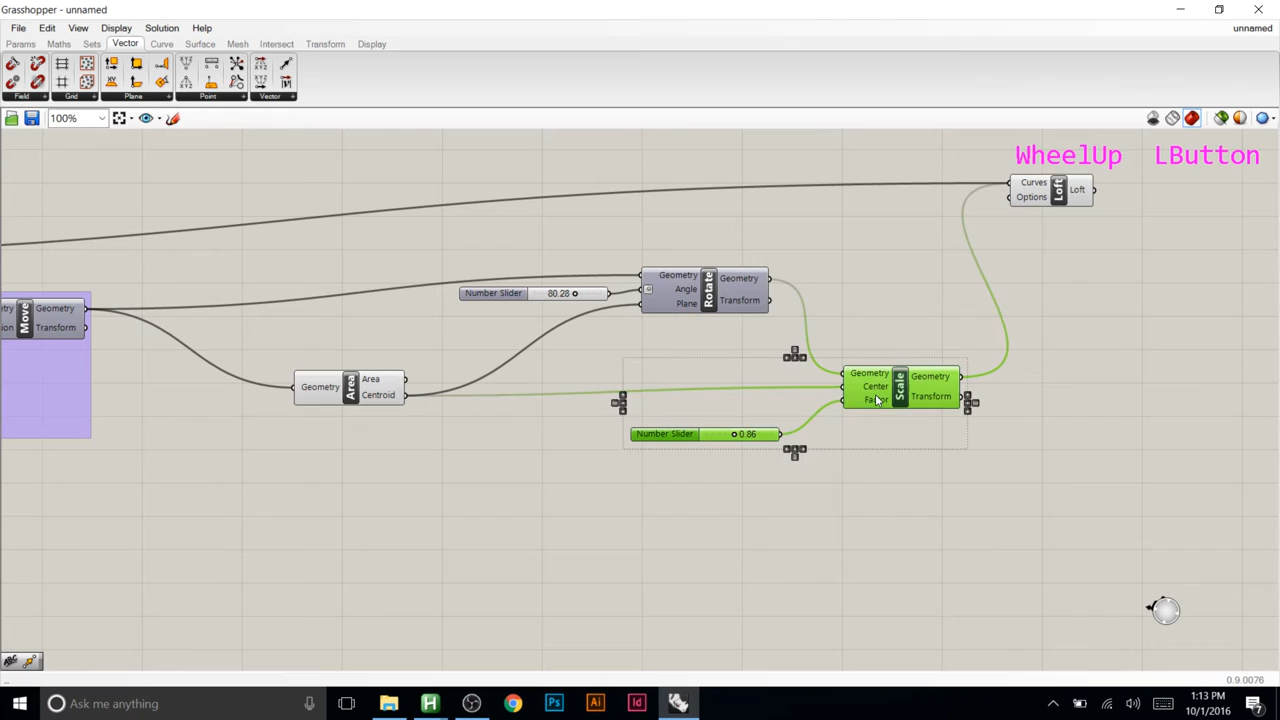 Grasshopper - unnamed
File Edit View Display Solution Help
unnamed
Params Maths Sets Vector Curve Surface Mesh Intersect Transform Display
Field Grid Plane Point Vector
100%
WheelUp LButton
Curves
Options
Loft
Loft
Move
Geometry
Transform
Number Slider 80.28
Geometry
Angle
Plane
Rotate
Geometry
Transform
Geometry
Area
Area
Centroid
Number Slider 0.86
Geometry
Center
Scale
Geometry
Transform
0.9.0076
Ask me anything
1:13 PM
10/1/2016